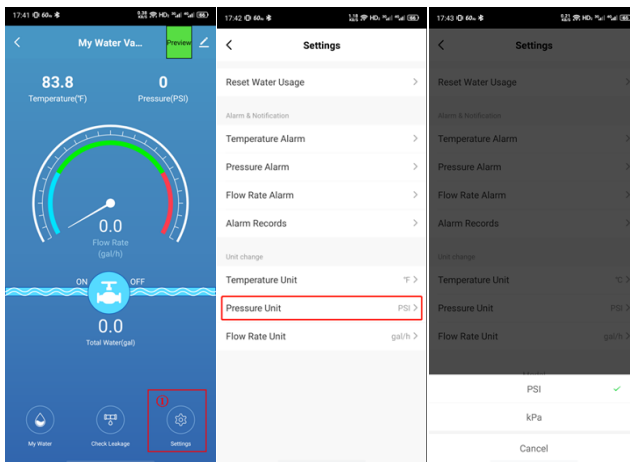 17:41
My Water Va...
Preview
83.8
Temperature(°F)
0
Pressure(PSI)
0.0
Flow Rate
(gal/h)
ON
OFF
0.0
Total Water(gal)
①
My Water
Check Leakage
Settings
17:42
Settings
Reset Water Usage
Alarm & Notification
Temperature Alarm
Pressure Alarm
Flow Rate Alarm
Alarm Records
Unit change
Temperature Unit °F
Pressure Unit PSI
Flow Rate Unit gal/h
17:43
Settings
Reset Water Usage
Alarm & Notification
Temperature Alarm
Pressure Alarm
Flow Rate Alarm
Alarm Records
Unit change
Temperature Unit °C
Pressure Unit PSI
Flow Rate Unit gal/h
PSI
kPa
Cancel